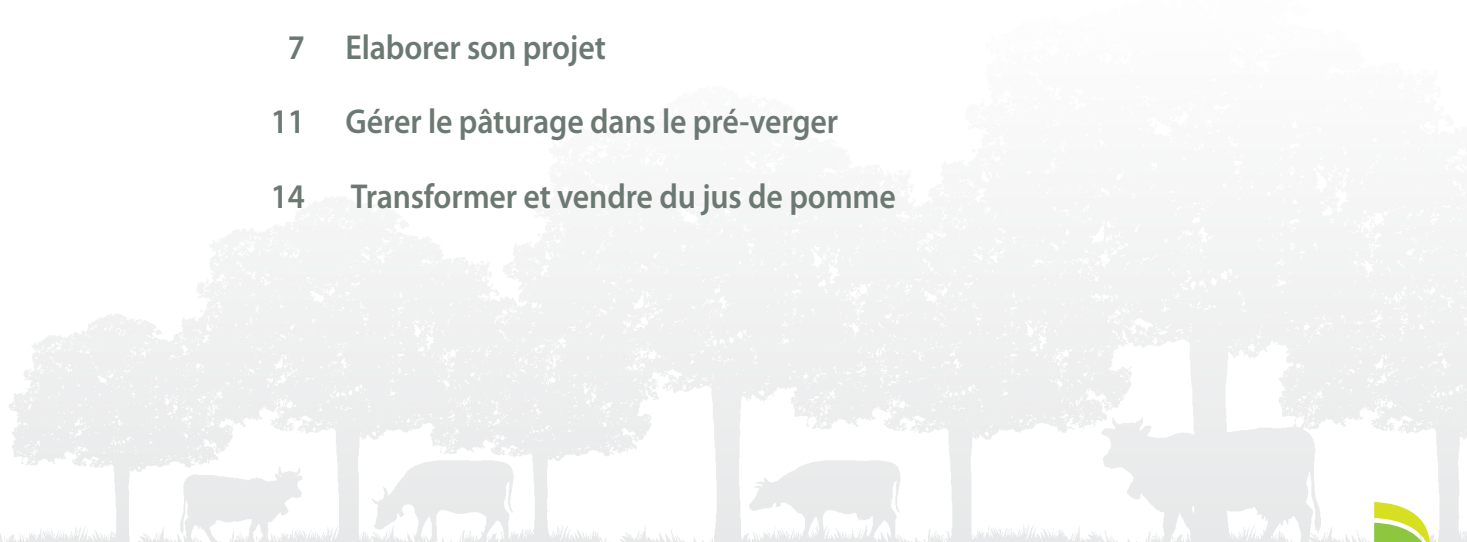 7 Elaborer son projet
11 Gérer le pâturage dans le pré-verger
14 Transformer et vendre du jus de pomme